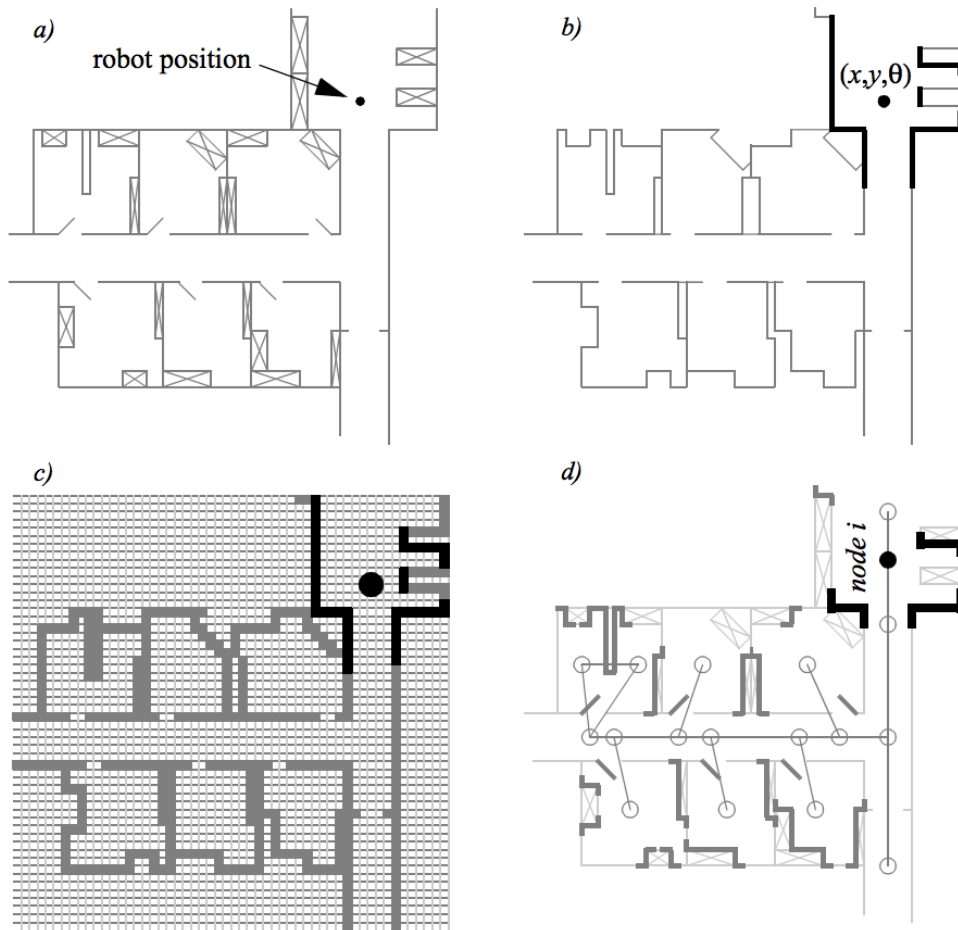 a)
robot position
b)
(x,y,θ)
c)
d)
node i